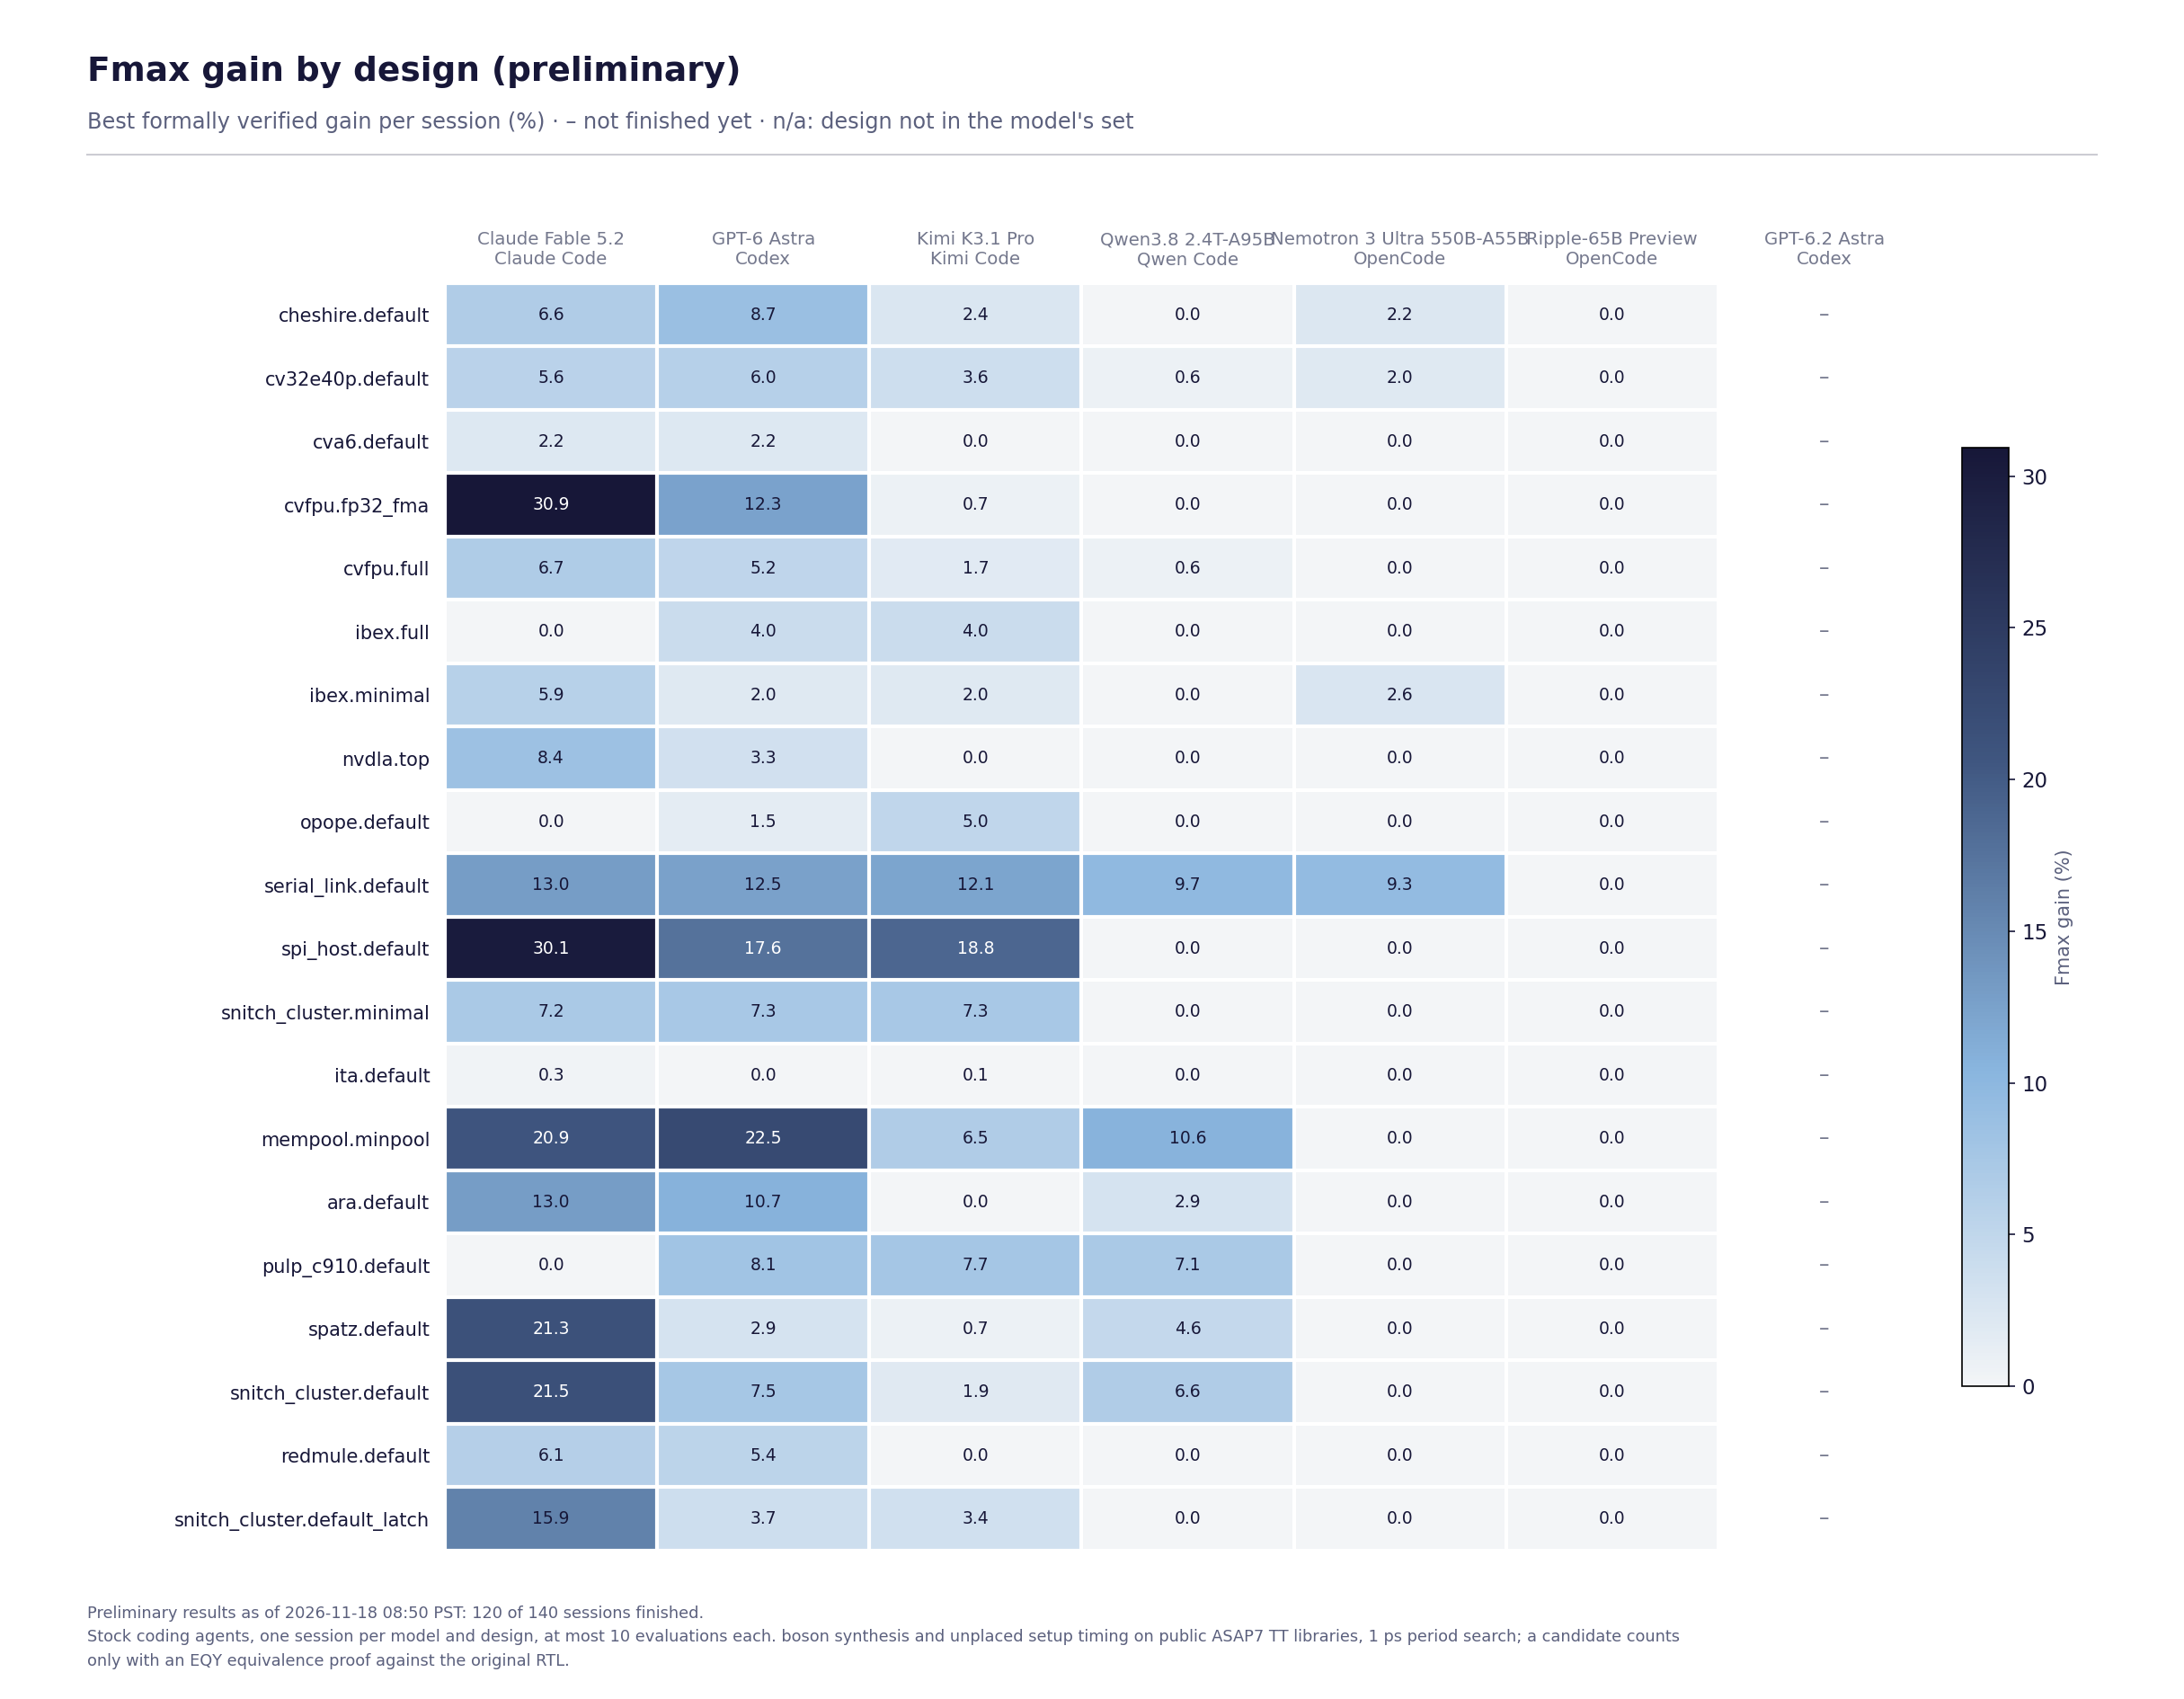 Fmax gain by design (preliminary)
Best formally verified gain per session (%) · – not finished yet · n/a: design not in the model's set
Claude Fable 5.2 GPT-6 Astra Kimi K3.1 Pro Qwen3.8 2.4T-A95B Nemotron 3 Ultra 550B-A55B Ripple-65B Preview GPT-6.2 Astra
Claude Code Codex Kimi Code Qwen Code OpenCode OpenCode Codex
cheshire.default 6.6 8.7 2.4 0.0 2.2 0.0 –
cv32e40p.default 5.6 6.0 3.6 0.6 2.0 0.0 –
cva6.default 2.2 2.2 0.0 0.0 0.0 0.0 –
cvfpu.fp32_fma 30.9 12.3 0.7 0.0 0.0 0.0 –
cvfpu.full 6.7 5.2 1.7 0.6 0.0 0.0 –
ibex.full 0.0 4.0 4.0 0.0 0.0 0.0 –
ibex.minimal 5.9 2.0 2.0 0.0 2.6 0.0 –
nvdla.top 8.4 3.3 0.0 0.0 0.0 0.0 –
opope.default 0.0 1.5 5.0 0.0 0.0 0.0 –
serial_link.default 13.0 12.5 12.1 9.7 9.3 0.0 –
spi_host.default 30.1 17.6 18.8 0.0 0.0 0.0 –
snitch_cluster.minimal 7.2 7.3 7.3 0.0 0.0 0.0 –
ita.default 0.3 0.0 0.1 0.0 0.0 0.0 –
mempool.minpool 20.9 22.5 6.5 10.6 0.0 0.0 –
ara.default 13.0 10.7 0.0 2.9 0.0 0.0 –
pulp_c910.default 0.0 8.1 7.7 7.1 0.0 0.0 –
spatz.default 21.3 2.9 0.7 4.6 0.0 0.0 –
snitch_cluster.default 21.5 7.5 1.9 6.6 0.0 0.0 –
redmule.default 6.1 5.4 0.0 0.0 0.0 0.0 –
snitch_cluster.default_latch 15.9 3.7 3.4 0.0 0.0 0.0 –
30
25
20
15
10
5
0
Fmax gain (%)
Preliminary results as of 2026-11-18 08:50 PST: 120 of 140 sessions finished.
Stock coding agents, one session per model and design, at most 10 evaluations each. boson synthesis and unplaced setup timing on public ASAP7 TT libraries, 1 ps period search; a candidate counts
only with an EQY equivalence proof against the original RTL.